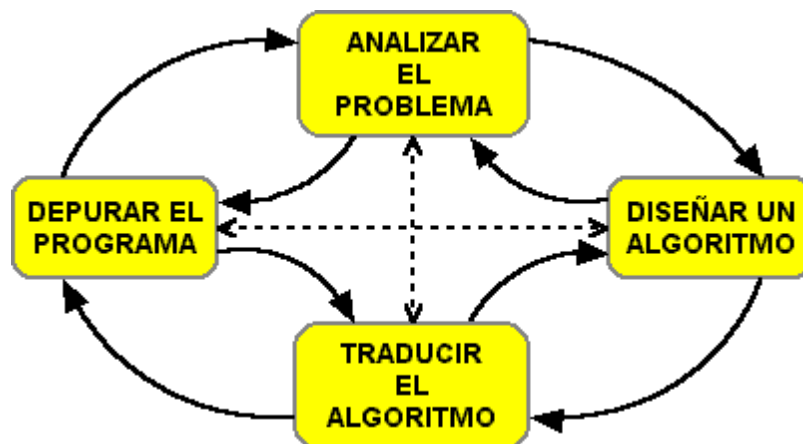 ANALIZAR
EL
PROBLEMA
DEPURAR EL
PROGRAMA
DISEÑAR UN
ALGORITMO
TRADUCIR
EL
ALGORITMO